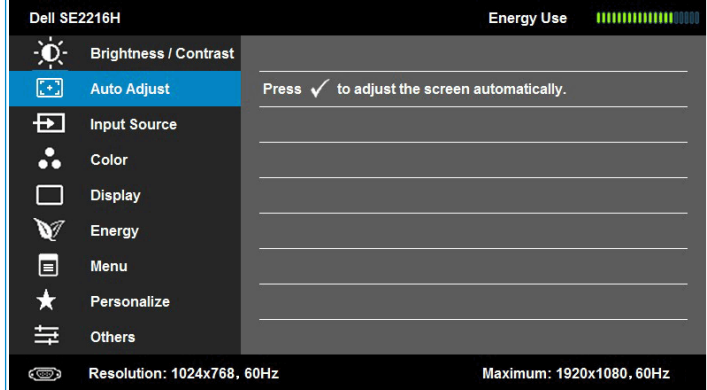 Dell SE2216H Energy Use
Brightness / Contrast
Auto Adjust Press ✓ to adjust the screen automatically.
Input Source
Color
Display
Energy
Menu
Personalize
Others
Resolution: 1024x768, 60Hz Maximum: 1920x1080, 60Hz